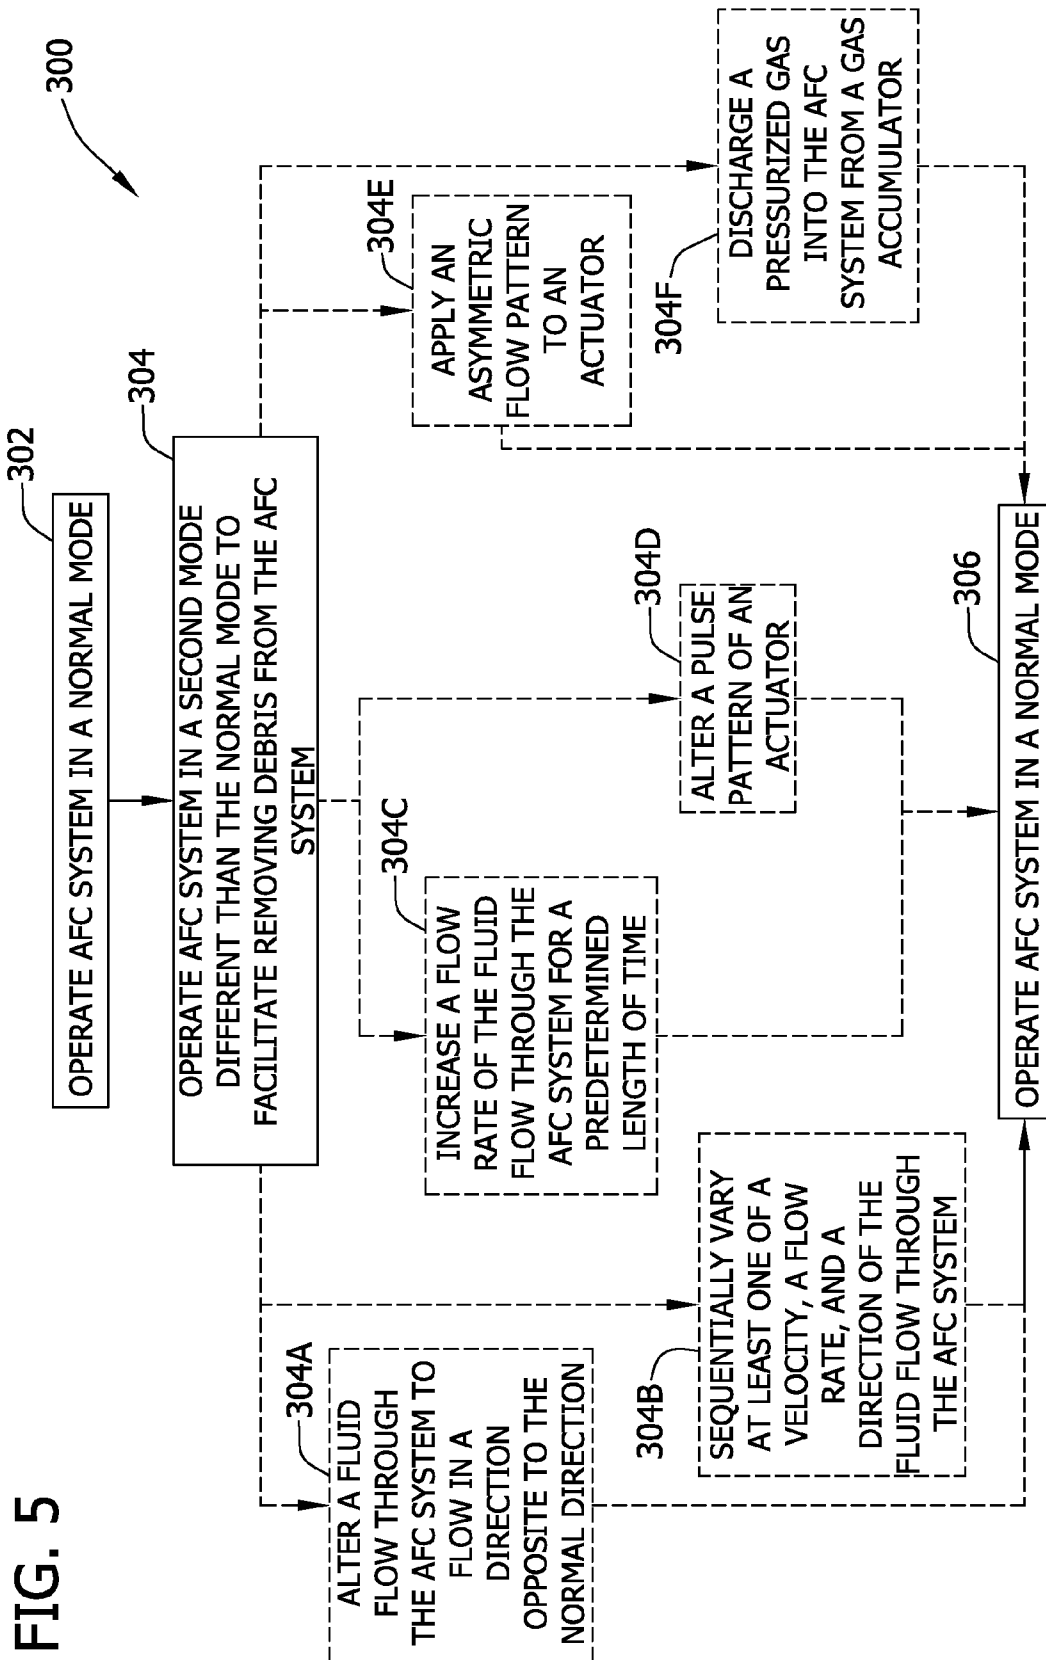 FIG. 5
300
302
OPERATE AFC SYSTEM IN A NORMAL MODE
304
OPERATE AFC SYSTEM IN A SECOND MODE
DIFFERENT THAN THE NORMAL MODE TO
FACILITATE REMOVING DEBRIS FROM THE AFC
SYSTEM
304A
ALTER A FLUID
FLOW THROUGH
THE AFC SYSTEM TO
FLOW IN A
DIRECTION
OPPOSITE TO THE
NORMAL DIRECTION
304B
SEQUENTIALLY VARY
AT LEAST ONE OF A
VELOCITY, A FLOW
RATE, AND A
DIRECTION OF THE
FLUID FLOW THROUGH
THE AFC SYSTEM
304C
INCREASE A FLOW
RATE OF THE FLUID
FLOW THROUGH THE
AFC SYSTEM FOR A
PREDETERMINED
LENGTH OF TIME
304D
ALTER A PULSE
PATTERN OF AN
ACTUATOR
304E
APPLY AN
ASYMMETRIC
FLOW PATTERN
TO AN
ACTUATOR
304F
DISCHARGE A
PRESSURIZED GAS
INTO THE AFC
SYSTEM FROM A GAS
ACCUMULATOR
306
OPERATE AFC SYSTEM IN A NORMAL MODE